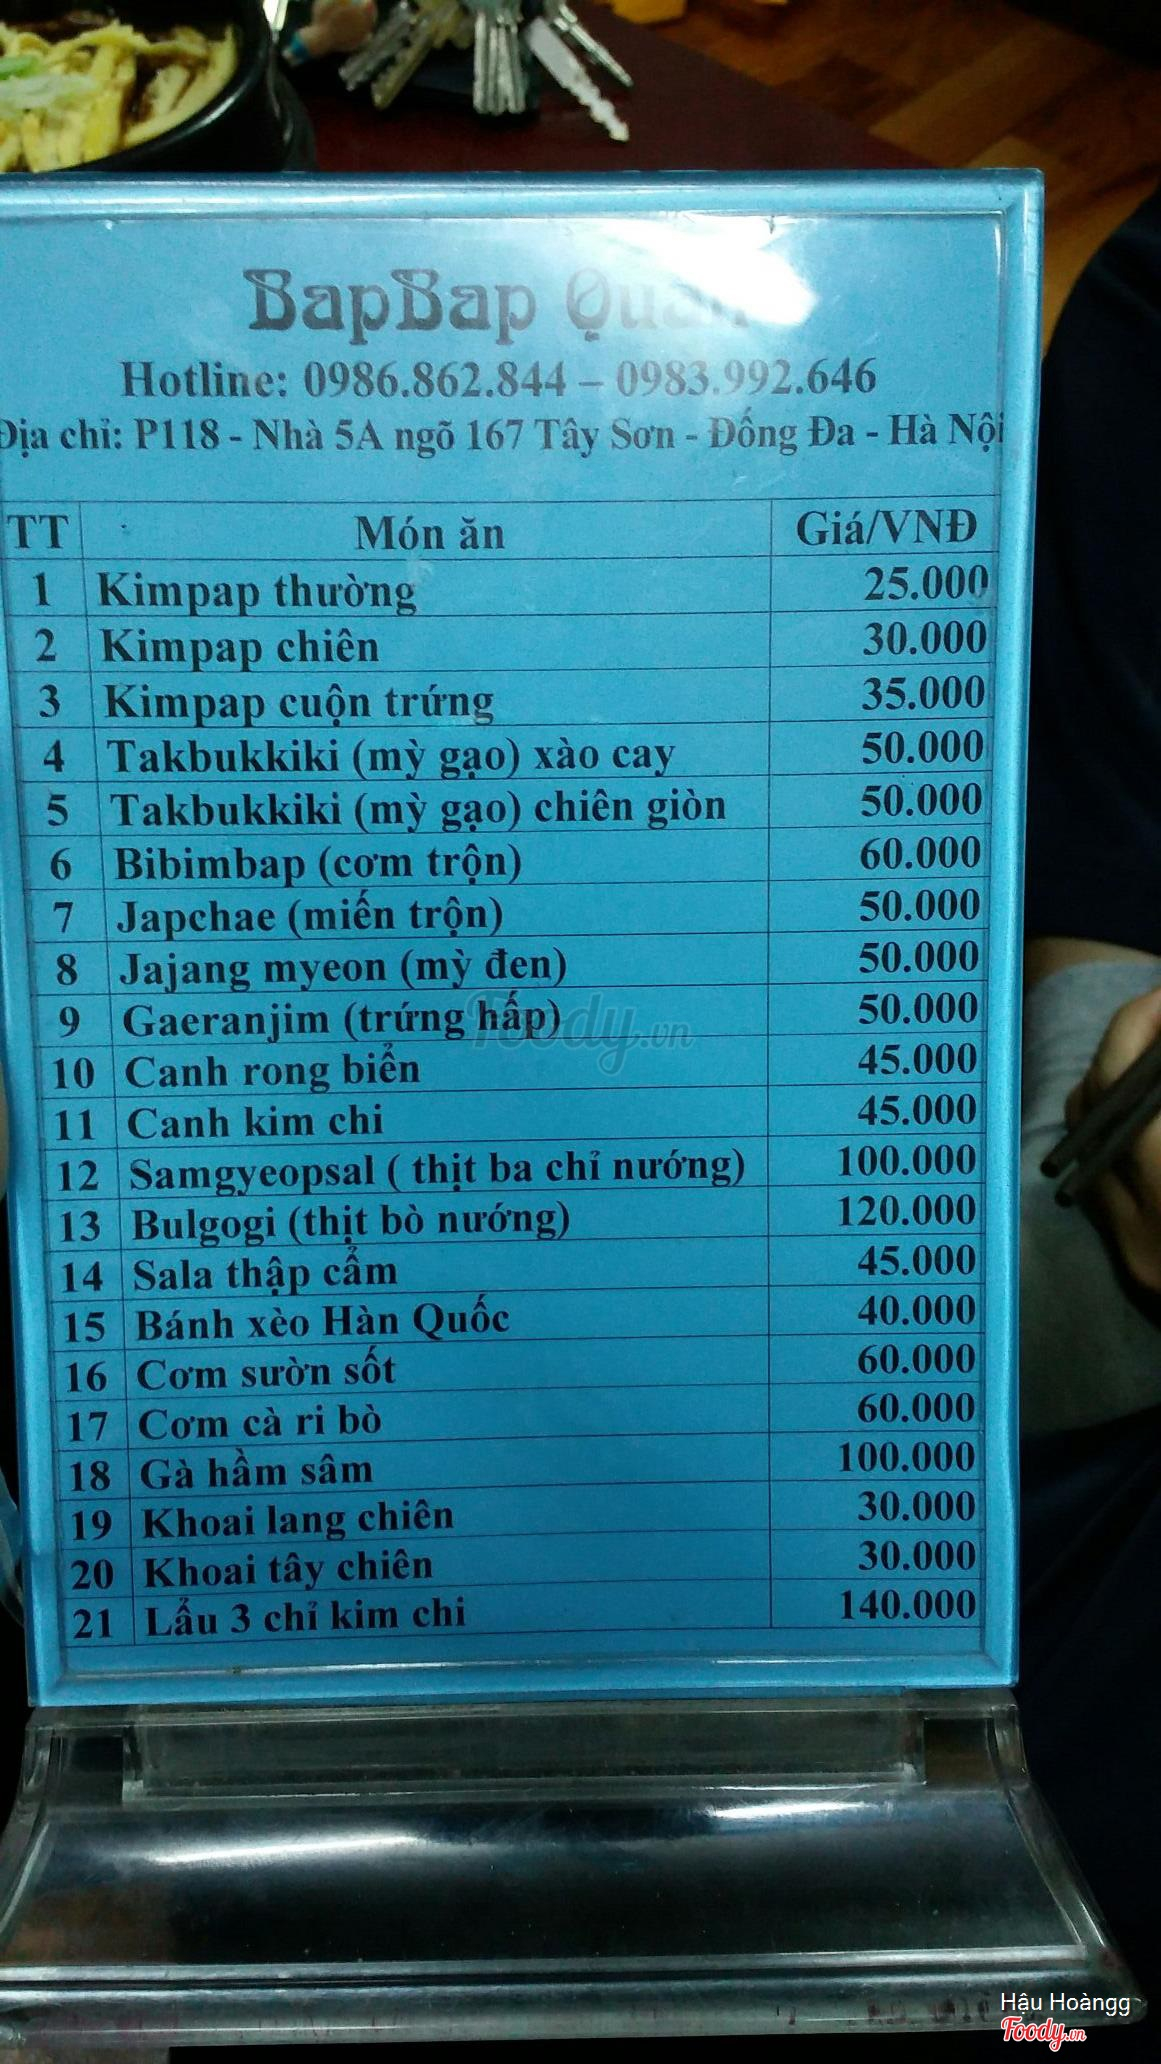 BapBap Quán
Hotline: 0986.862.844 – 0983.992.646
Địa chỉ: P118 - Nhà 5A ngõ 167 Tây Sơn - Đống Đa - Hà Nội
TT Món ăn Giá/VNĐ
1 Kimpap thường 25.000
2 Kimpap chiên 30.000
3 Kimpap cuộn trứng 35.000
4 Takbukkiki (mỳ gạo) xào cay 50.000
5 Takbukkiki (mỳ gạo) chiên giòn 50.000
6 Bibimbap (cơm trộn) 60.000
7 Japchae (miến trộn) 50.000
8 Jajang myeon (mỳ đen) 50.000
9 Gaeranjim (trứng hấp) 50.000
10 Canh rong biển 45.000
11 Canh kim chi 45.000
12 Samgyeopsal ( thịt ba chỉ nướng) 100.000
13 Bulgogi (thịt bò nướng) 120.000
14 Sala thập cẩm 45.000
15 Bánh xèo Hàn Quốc 40.000
16 Cơm sườn sốt 60.000
17 Cơm cà ri bò 60.000
18 Gà hầm sâm 100.000
19 Khoai lang chiên 30.000
20 Khoai tây chiên 30.000
21 Lẩu 3 chỉ kim chi 140.000
Foody.vn
Hậu Hoàngg
Foody.vn